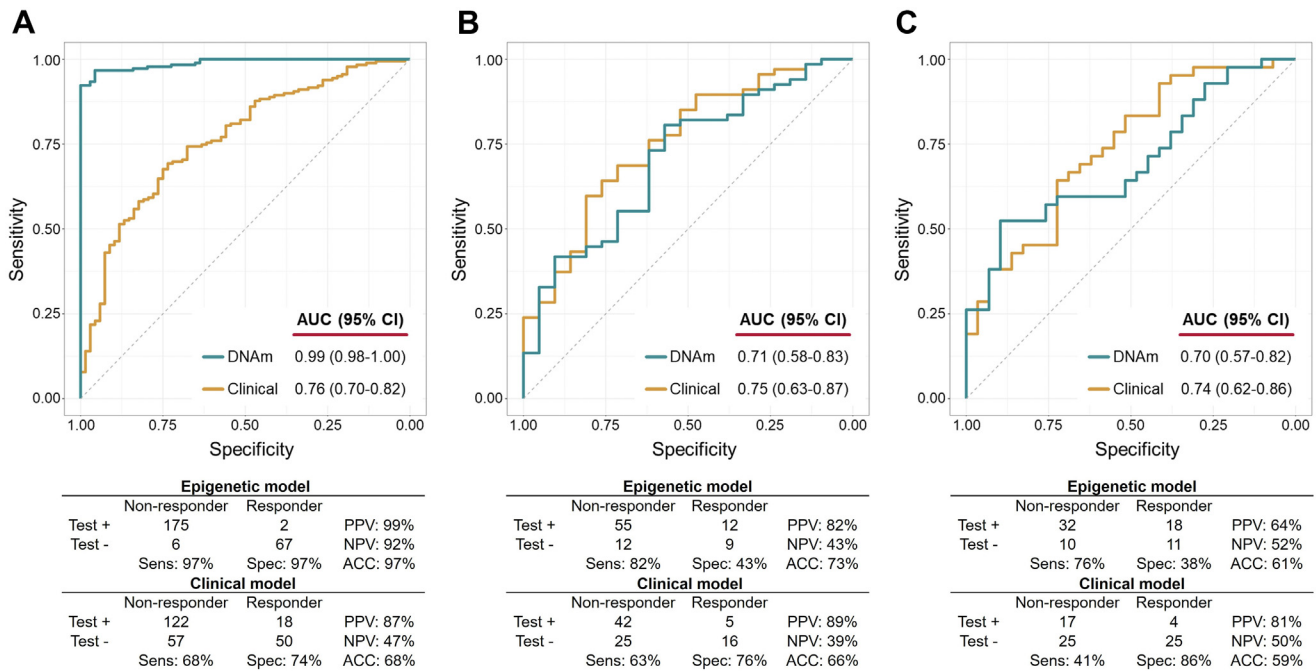 A
1.00
0.75
0.50
0.25
0.00
Sensitivity
AUC (95% CI)
DNAm 0.99 (0.98-1.00)
Clinical 0.76 (0.70-0.82)
1.00 0.75 0.50 0.25 0.00
Specificity
Epigenetic model
Non-responder Responder
Test + 175 2 PPV: 99%
Test - 6 67 NPV: 92%
Sens: 97% Spec: 97% ACC: 97%
Clinical model
Non-responder Responder
Test + 122 18 PPV: 87%
Test - 57 50 NPV: 47%
Sens: 68% Spec: 74% ACC: 68%
B
1.00
0.75
0.50
0.25
0.00
Sensitivity
AUC (95% CI)
DNAm 0.71 (0.58-0.83)
Clinical 0.75 (0.63-0.87)
1.00 0.75 0.50 0.25 0.00
Specificity
Epigenetic model
Non-responder Responder
Test + 55 12 PPV: 82%
Test - 12 9 NPV: 43%
Sens: 82% Spec: 43% ACC: 73%
Clinical model
Non-responder Responder
Test + 42 5 PPV: 89%
Test - 25 16 NPV: 39%
Sens: 63% Spec: 76% ACC: 66%
C
1.00
0.75
0.50
0.25
0.00
Sensitivity
AUC (95% CI)
DNAm 0.70 (0.57-0.82)
Clinical 0.74 (0.62-0.86)
1.00 0.75 0.50 0.25 0.00
Specificity
Epigenetic model
Non-responder Responder
Test + 32 18 PPV: 64%
Test - 10 11 NPV: 52%
Sens: 76% Spec: 38% ACC: 61%
Clinical model
Non-responder Responder
Test + 17 4 PPV: 81%
Test - 25 25 NPV: 50%
Sens: 41% Spec: 86% ACC: 59%